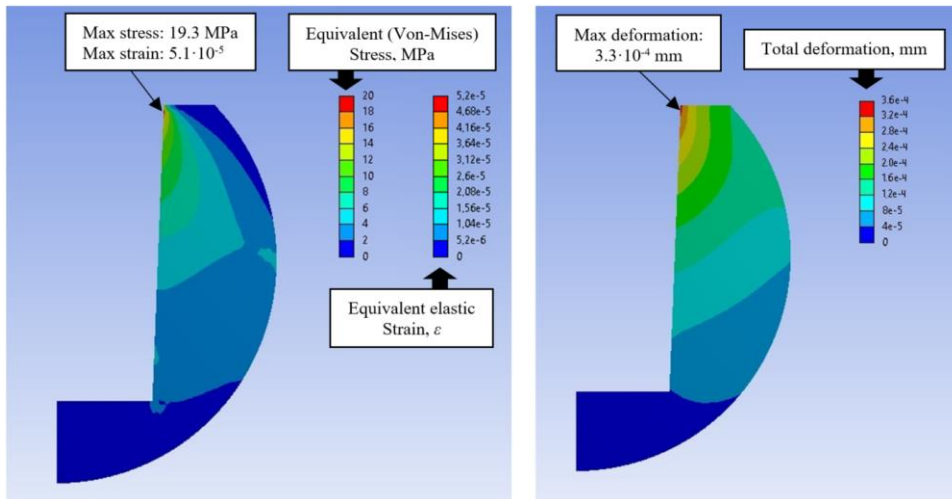 Max stress: 19.3 MPa
Max strain: 5.1·10⁻⁵
Equivalent (Von-Mises)
Stress, MPa
20
18
16
14
12
10
8
6
4
2
0
5,2e-5
4,68e-5
4,16e-5
3,64e-5
3,12e-5
2,6e-5
2,08e-5
1,56e-5
1,04e-5
5,2e-6
0
Equivalent elastic
Strain, ε
Max deformation:
3.3·10⁻⁴ mm
Total deformation, mm
3.6e-4
3.2e-4
2.8e-4
2.4e-4
2.0e-4
1.6e-4
1.2e-4
8e-5
4e-5
0